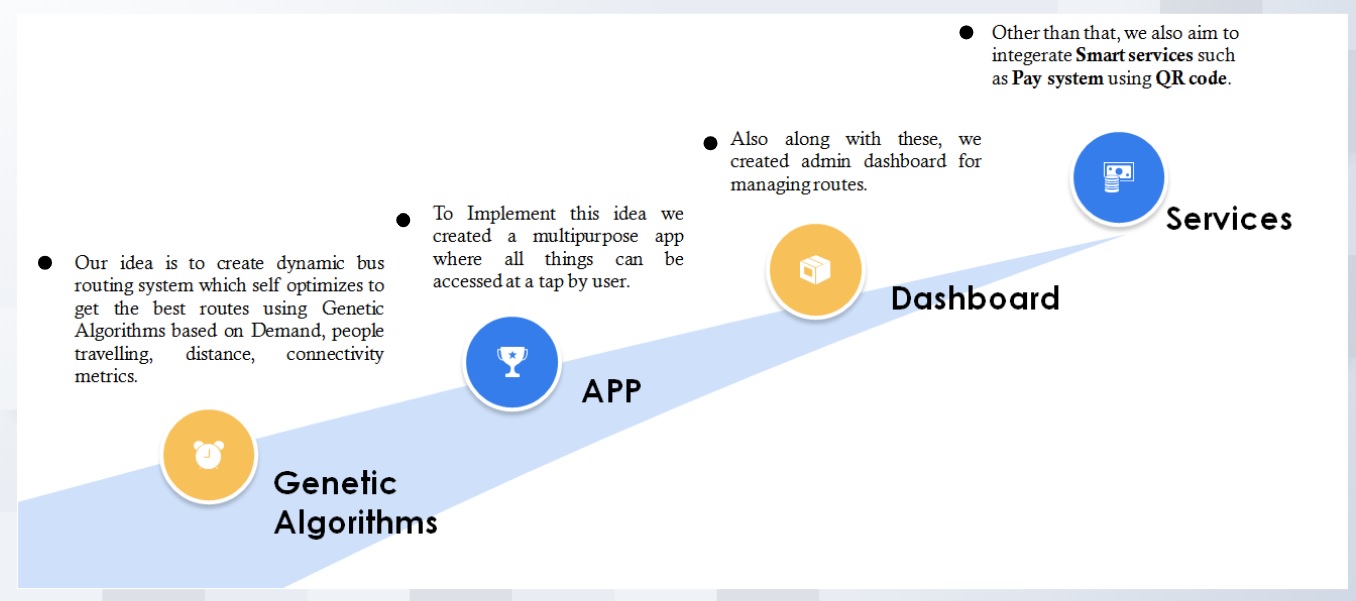 Our idea is to create dynamic bus
routing system which self optimizes to
get the best routes using Genetic
Algorithms based on Demand, people
travelling, distance, connectivity
metrics.
Genetic
Algorithms
To Implement this idea we
created a multipurpose app
where all things can be
accessed at a tap by user.
APP
Also along with these, we
created admin dashboard for
managing routes.
Dashboard
Other than that, we also aim to
integerate Smart services such
as Pay system using QR code.
Services